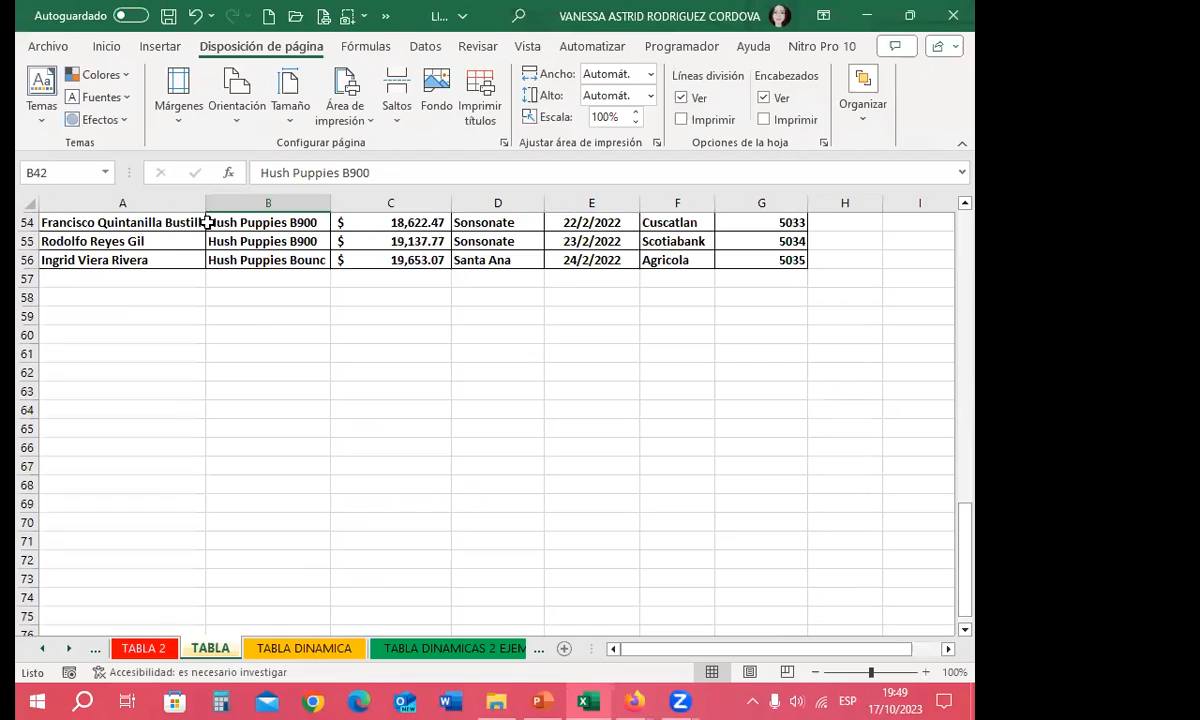 Autoguardado LI... VANESSA ASTRID RODRIGUEZ CORDOVA
Archivo Inicio Insertar Disposición de página Fórmulas Datos Revisar Vista Automatizar Programador Ayuda Nitro Pro 10
Aa Temas Colores Fuentes Efectos
Márgenes Orientación Tamaño Área de impresión Saltos Fondo Imprimir títulos
Ancho: Automát.
Alto: Automát.
Escala: 100%
Líneas división Encabezados
Ver Ver
Imprimir Imprimir
Organizar
Temas Configurar página Ajustar área de impresión Opciones de la hoja
B42 fx Hush Puppies B900
A B C D E F G H I
54 Francisco Quintanilla Bustill Hush Puppies B900 $ 18,622.47 Sonsonate 22/2/2022 Cuscatlan 5033
55 Rodolfo Reyes Gil Hush Puppies B900 $ 19,137.77 Sonsonate 23/2/2022 Scotiabank 5034
56 Ingrid Viera Rivera Hush Puppies Bounc $ 19,653.07 Santa Ana 24/2/2022 Agricola 5035
57
58
59
60
61
62
63
64
65
66
67
68
69
70
71
72
73
74
75
76
... TABLA 2 TABLA TABLA DINAMICA TABLA DINAMICAS 2 EJEM ...
Listo Accesibilidad: es necesario investigar 100%
ESP 19:49
17/10/2023